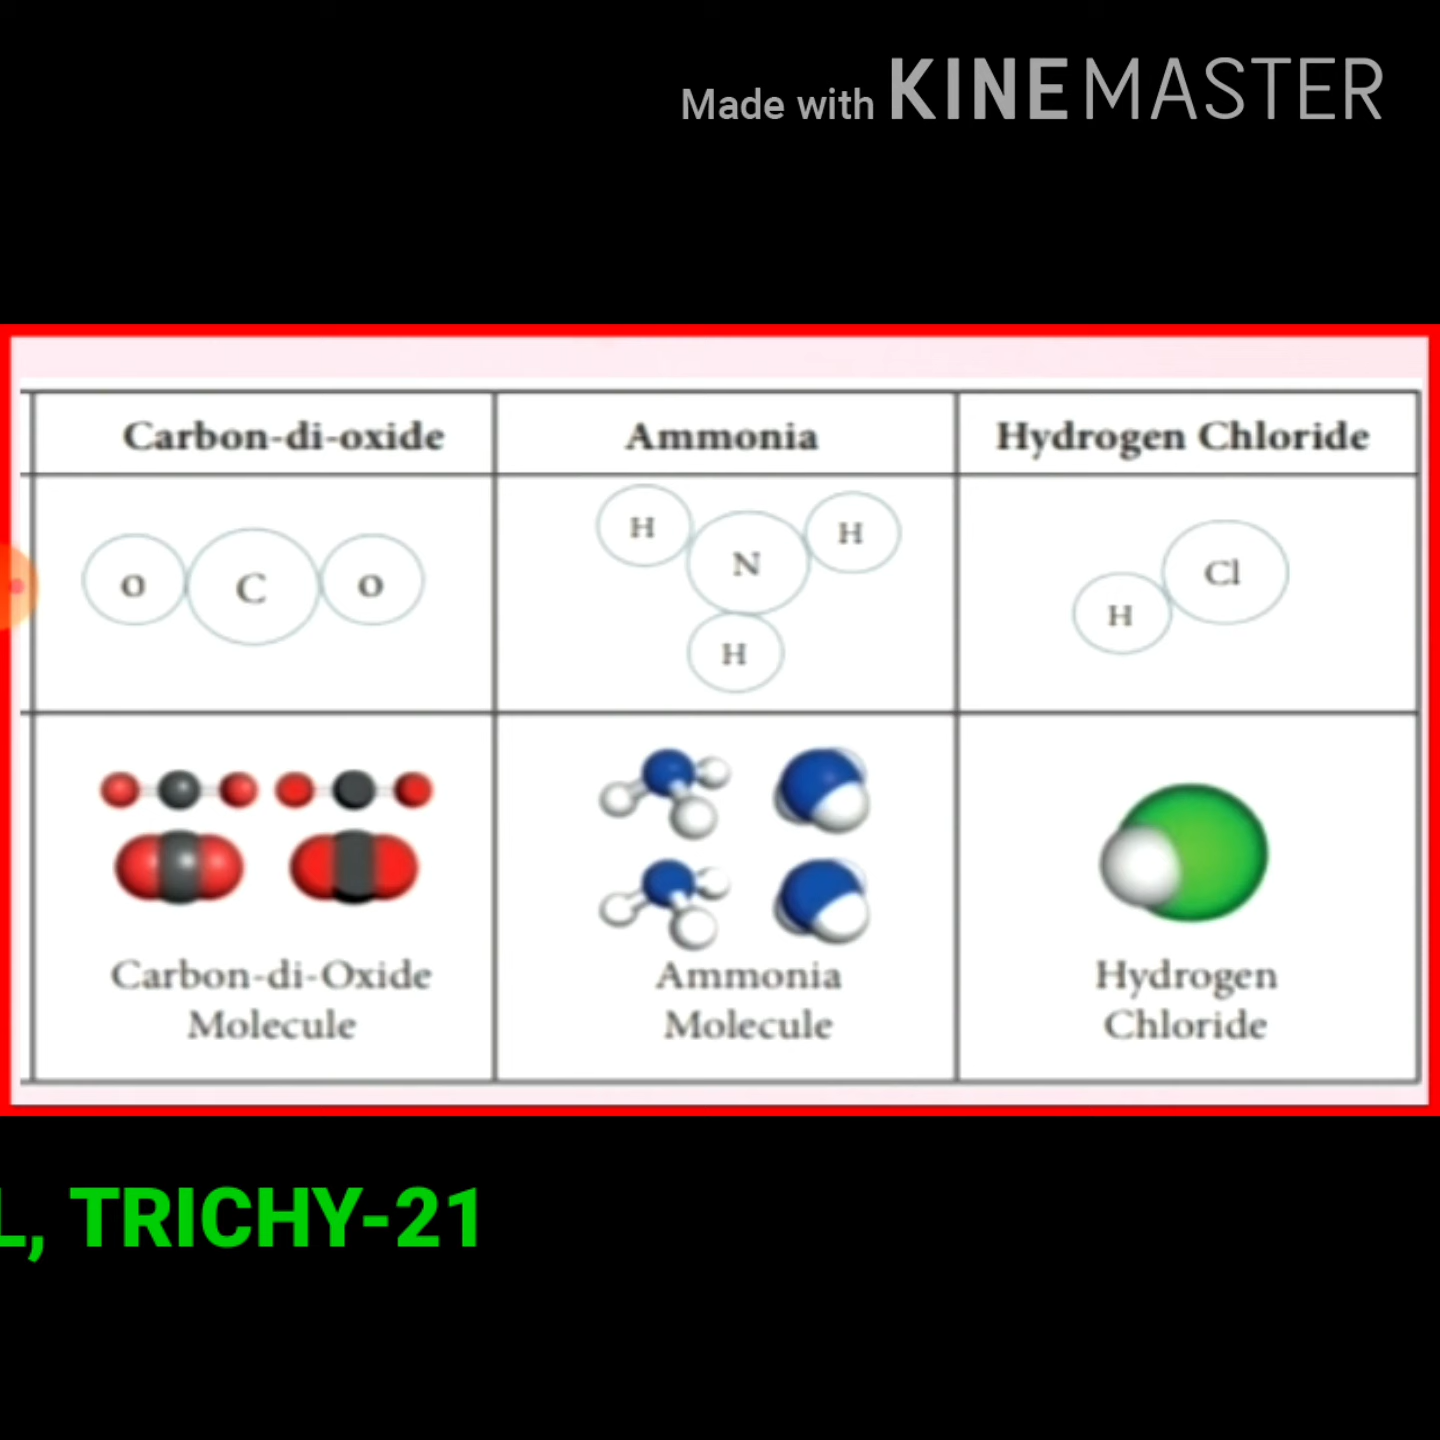 Made with KINEMASTER
Carbon-di-oxide
Ammonia
Hydrogen Chloride
O C O
H N H
H
H Cl
Carbon-di-Oxide
Molecule
Ammonia
Molecule
Hydrogen
Chloride
L, TRICHY-21